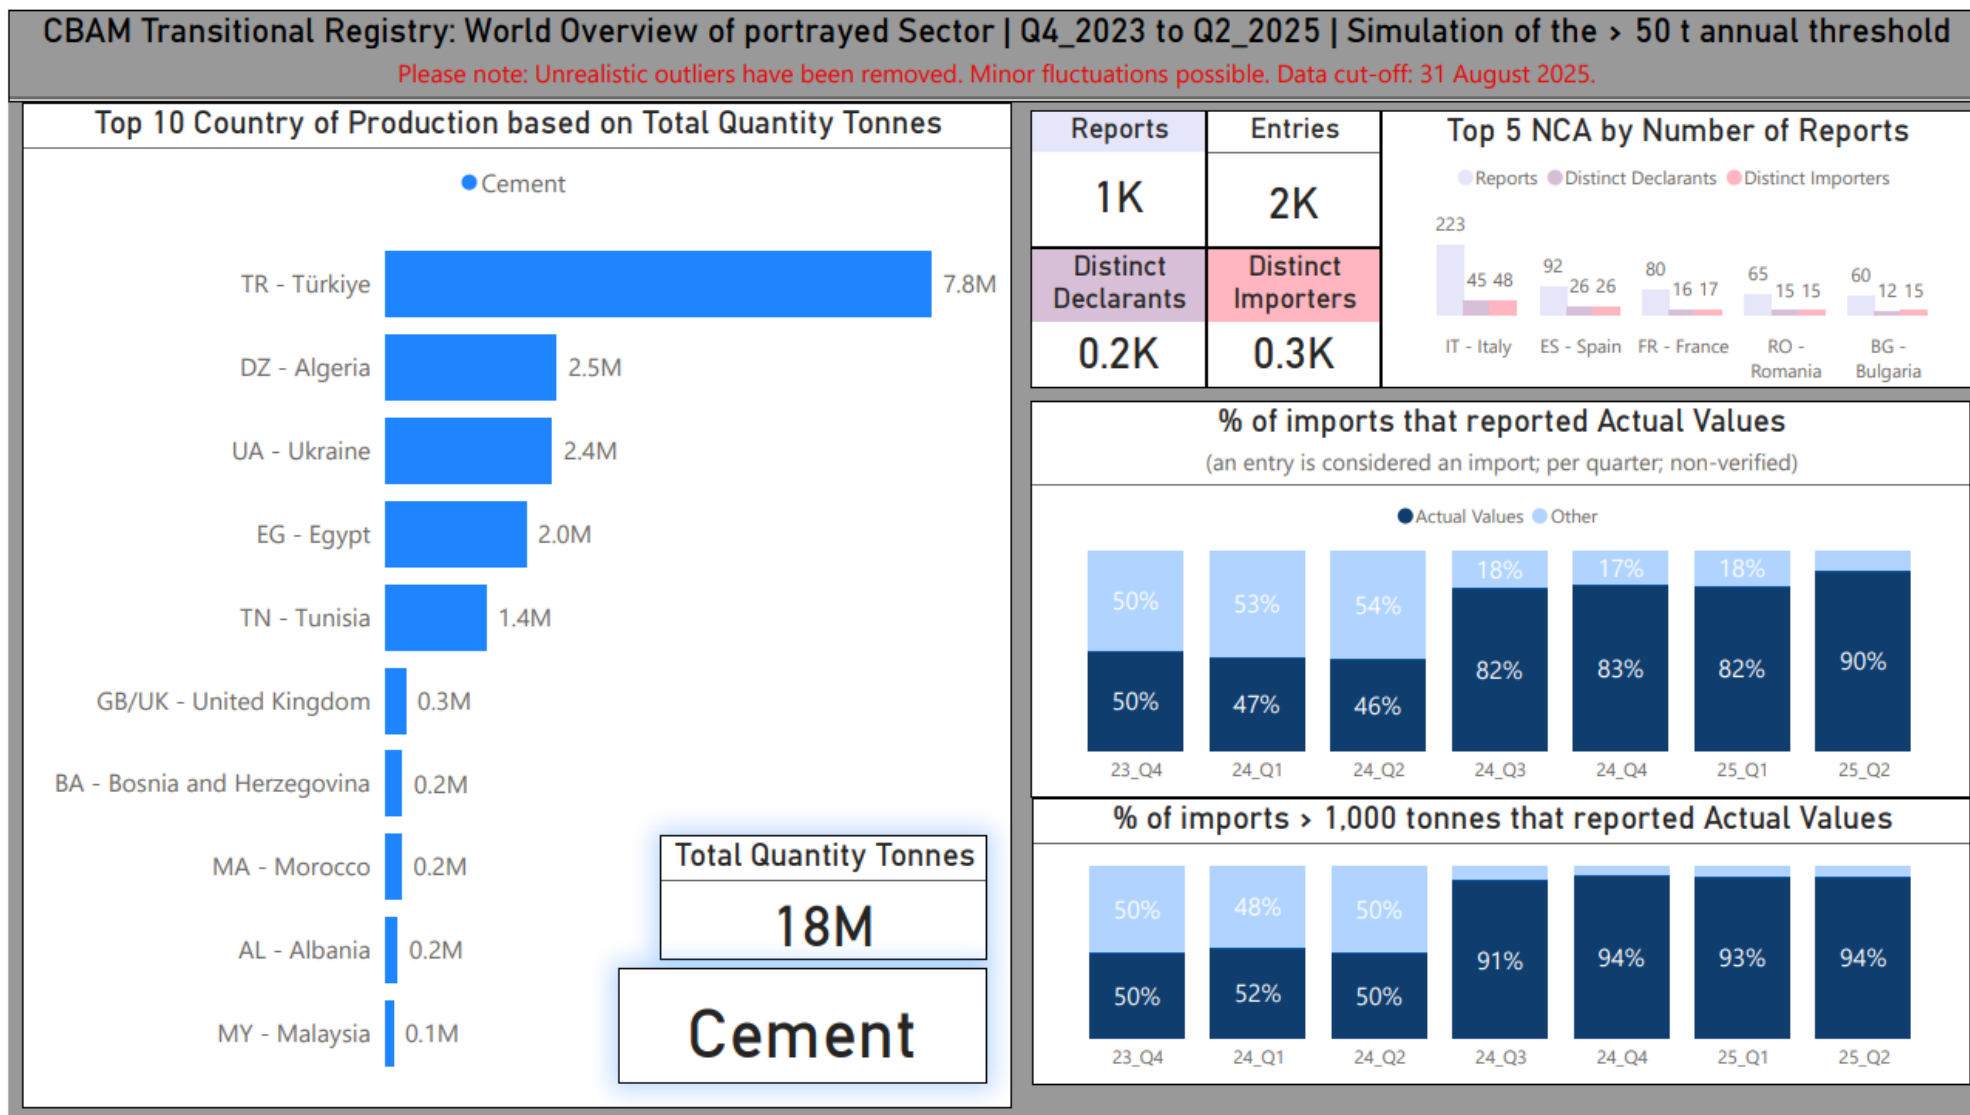 CBAM Transitional Registry: World Overview of portrayed Sector | Q4_2023 to Q2_2025 | Simulation of the > 50 t annual threshold
Please note: Unrealistic outliers have been removed. Minor fluctuations possible. Data cut-off: 31 August 2025.
Top 10 Country of Production based on Total Quantity Tonnes
Cement
TR - Türkiye 7.8M
DZ - Algeria 2.5M
UA - Ukraine 2.4M
EG - Egypt 2.0M
TN - Tunisia 1.4M
GB/UK - United Kingdom 0.3M
BA - Bosnia and Herzegovina 0.2M
MA - Morocco 0.2M
AL - Albania 0.2M
MY - Malaysia 0.1M
Total Quantity Tonnes
18M
Cement
Reports
1K
Entries
2K
Distinct
Declarants
0.2K
Distinct
Importers
0.3K
Top 5 NCA by Number of Reports
Reports Distinct Declarants Distinct Importers
223 45 48
92 26 26
80 16 17
65 15 15
60 12 15
IT - Italy
ES - Spain
FR - France
RO -
Romania
BG -
Bulgaria
% of imports that reported Actual Values
(an entry is considered an import; per quarter; non-verified)
Actual Values Other
50% 53% 54% 18% 17% 18%
50% 47% 46% 82% 83% 82% 90%
23_Q4 24_Q1 24_Q2 24_Q3 24_Q4 25_Q1 25_Q2
% of imports > 1,000 tonnes that reported Actual Values
50% 48% 50%
50% 52% 50% 91% 94% 93% 94%
23_Q4 24_Q1 24_Q2 24_Q3 24_Q4 25_Q1 25_Q2